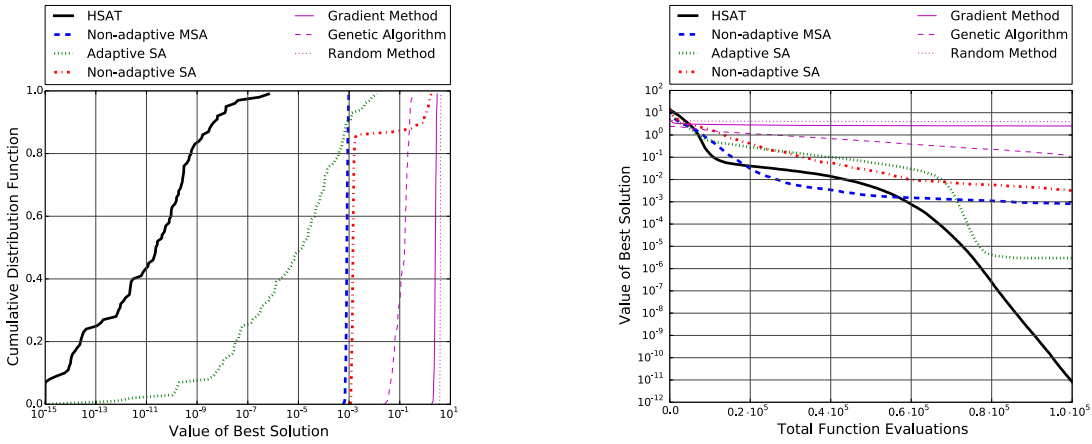 HSAT
Non-adaptive MSA
Adaptive SA
Non-adaptive SA
Gradient Method
Genetic Algorithm
Random Method
Cumulative Distribution Function
1.0
0.8
0.6
0.4
0.2
0.0
10^-15 10^-13 10^-11 10^-9 10^-7 10^-5 10^-3 10^-1 10^1
Value of Best Solution
HSAT
Non-adaptive MSA
Adaptive SA
Non-adaptive SA
Gradient Method
Genetic Algorithm
Random Method
Value of Best Solution
10^2
10^1
10^0
10^-1
10^-2
10^-3
10^-4
10^-5
10^-6
10^-7
10^-8
10^-9
10^-10
10^-11
10^-12
0.0 0.2·10^5 0.4·10^5 0.6·10^5 0.8·10^5 1.0·10^5
Total Function Evaluations